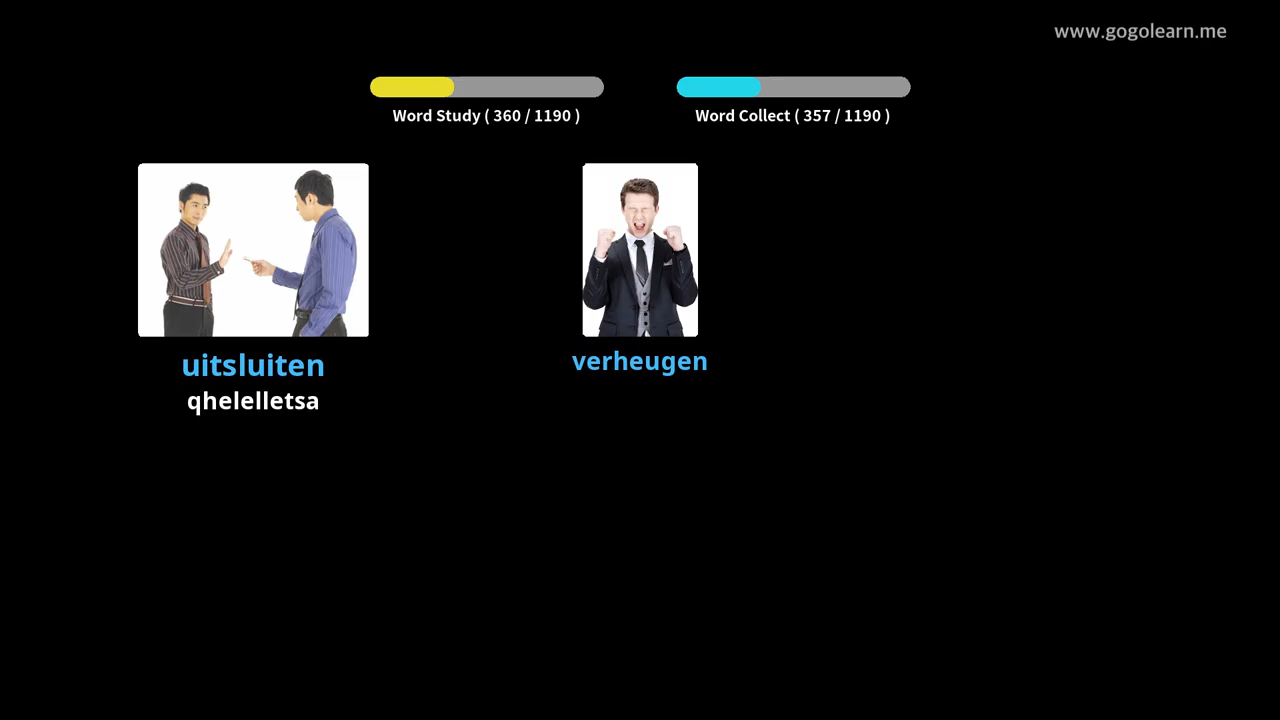 www.gogolearn.me
Word Study ( 360 / 1190 )
Word Collect ( 357 / 1190 )
uitsluiten
qhelelletsa
verheugen